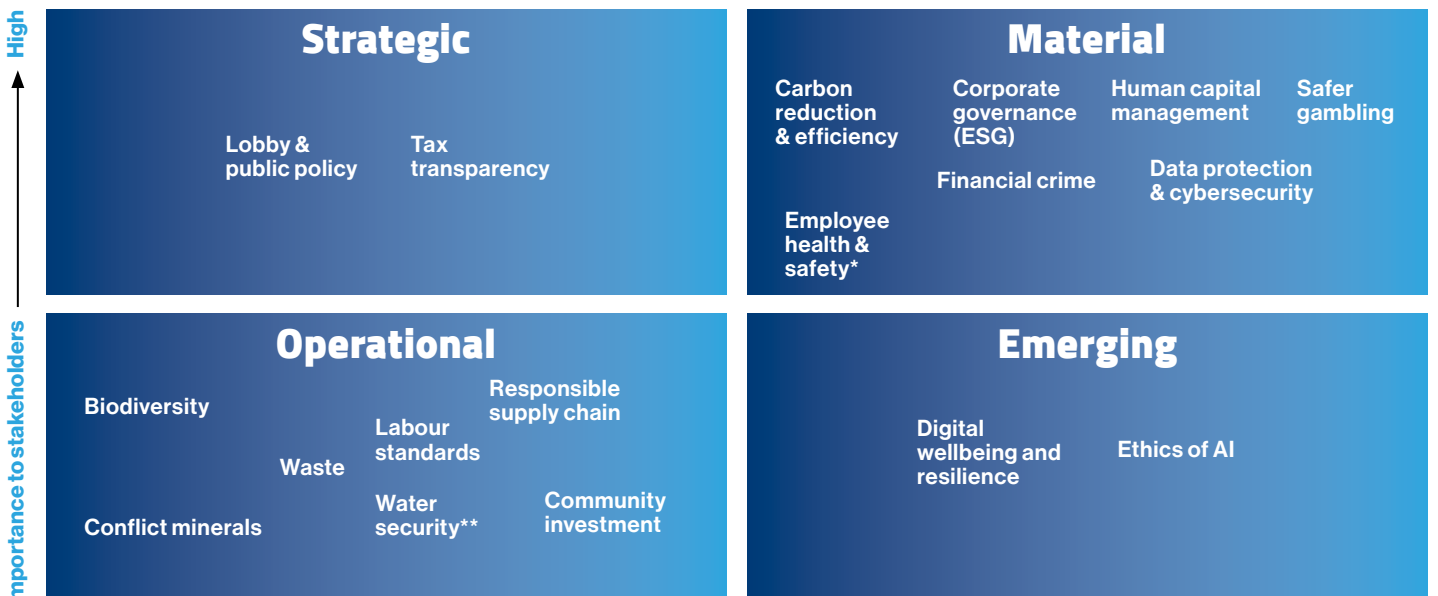 High
mportance to stakeholders
Strategic
Lobby &
public policy
Tax
transparency
Material
Carbon
reduction
& efficiency
Corporate
governance
(ESG)
Human capital
management
Safer
gambling
Financial crime
Data protection
& cybersecurity
Employee
health &
safety*
Operational
Biodiversity
Responsible
supply chain
Labour
standards
Waste
Water
security**
Community
investment
Conflict minerals
Emerging
Digital
wellbeing and
resilience
Ethics of AI